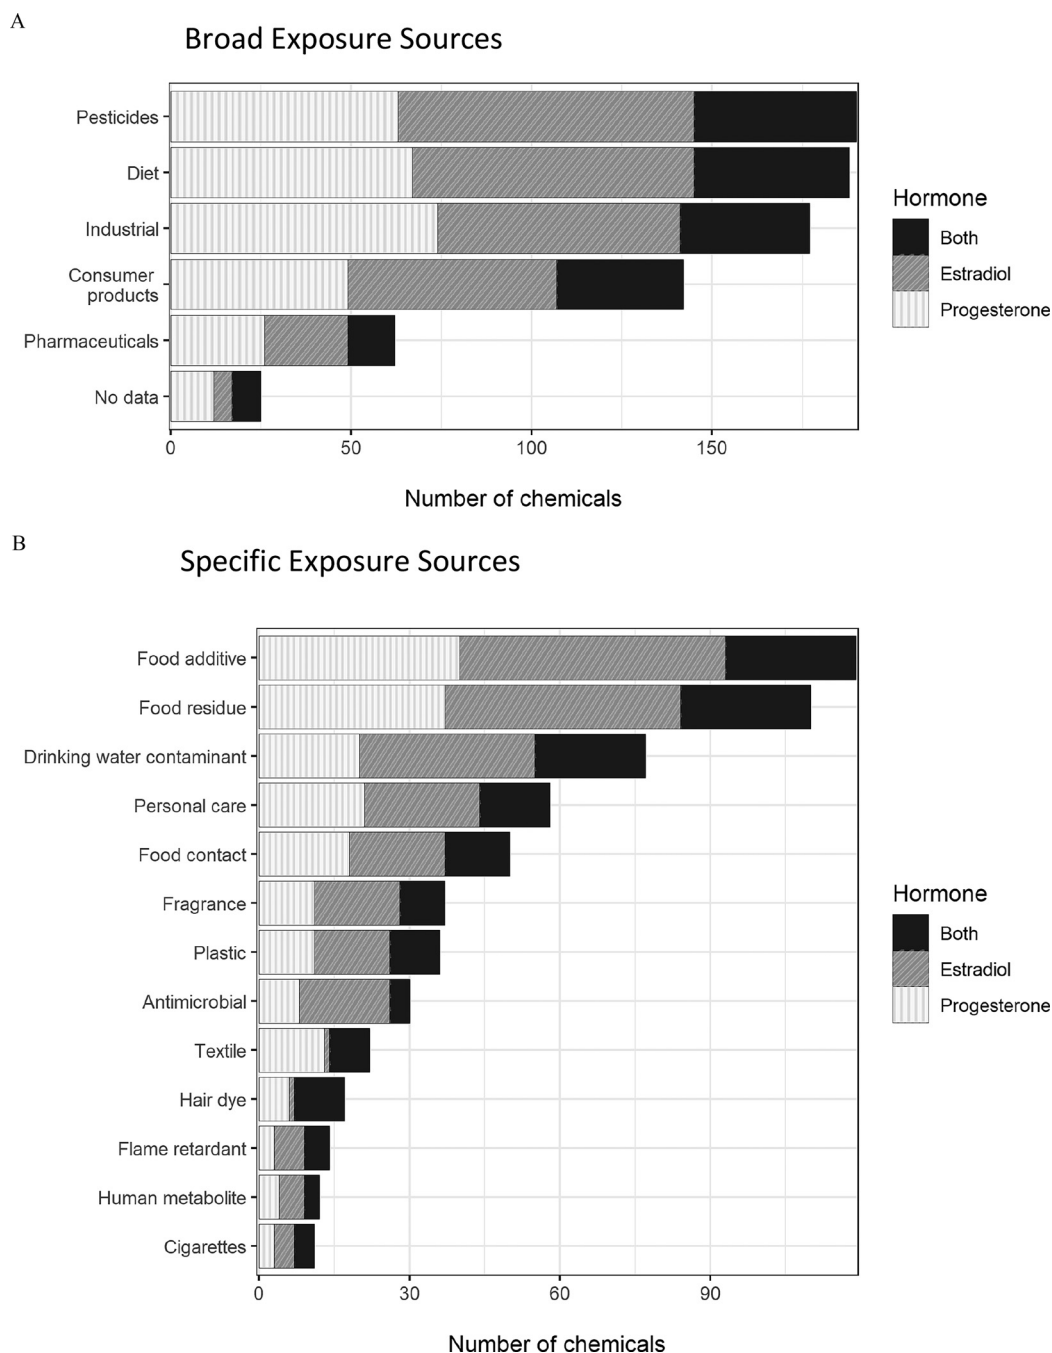 A
Broad Exposure Sources
Pesticides
Diet
Industrial
Consumer
products
Pharmaceuticals
No data
0 50 100 150
Number of chemicals
Hormone
Both
Estradiol
Progesterone
B
Specific Exposure Sources
Food additive
Food residue
Drinking water contaminant
Personal care
Food contact
Fragrance
Plastic
Antimicrobial
Textile
Hair dye
Flame retardant
Human metabolite
Cigarettes
0 30 60 90
Number of chemicals
Hormone
Both
Estradiol
Progesterone